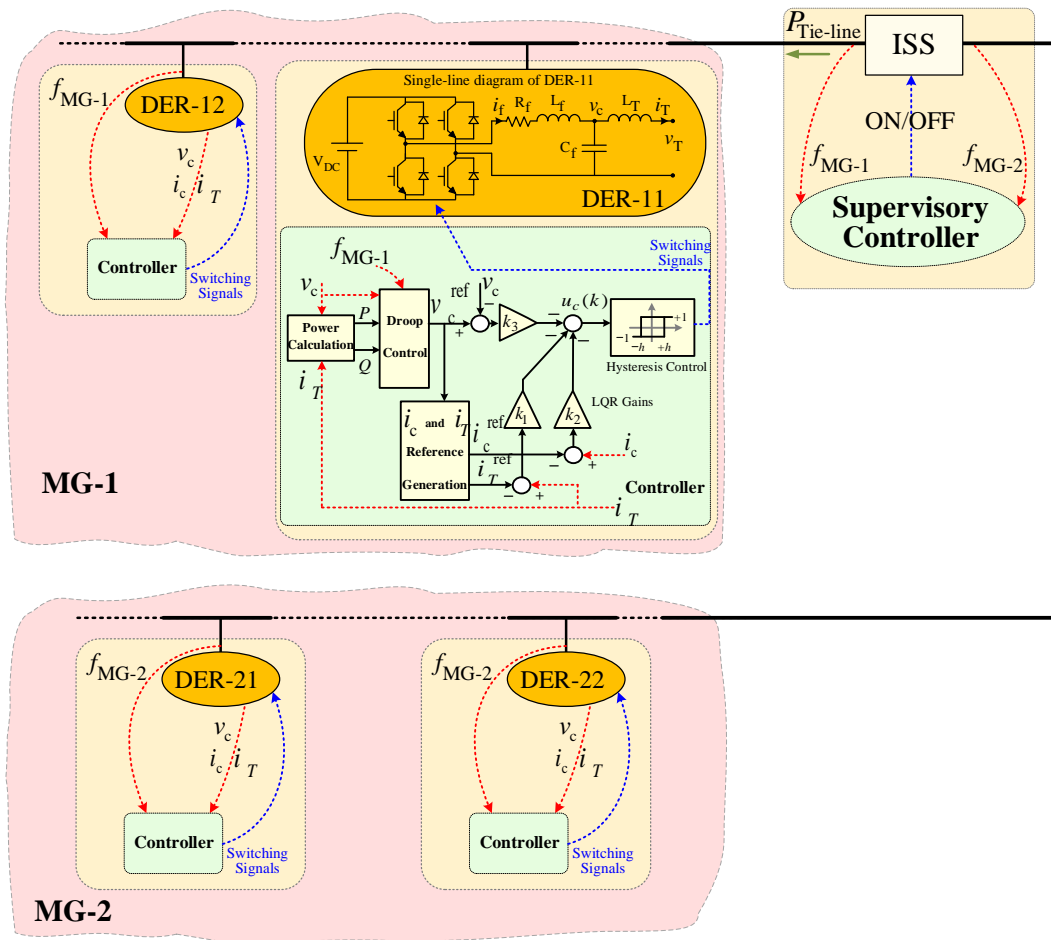 P_Tie-line
ISS
ON/OFF
f_MG-1
f_MG-2
Supervisory
Controller
f_MG-1
DER-12
v_c
i_c i_T
Controller
Switching
Signals
Single-line diagram of DER-11
V_DC
i_f R_f L_f v_c L_T i_T
C_f
v_T
DER-11
Switching
Signals
f_MG-1
v_c
Power
Calculation
i_T
P
Q
Droop
Control
v_c^ref
+
v_c
−
k_3
−
−
−
u_c(k)
+1
−1
−h
+h
Hysteresis Control
k_1
k_2
LQR Gains
i_c and i_T
Reference
Generation
i_c^ref
i_T^ref
−
+
−
+
i_c
Controller
i_T
MG-1
f_MG-2
DER-21
v_c
i_c i_T
Controller
Switching
Signals
f_MG-2
DER-22
v_c
i_c i_T
Controller
Switching
Signals
MG-2